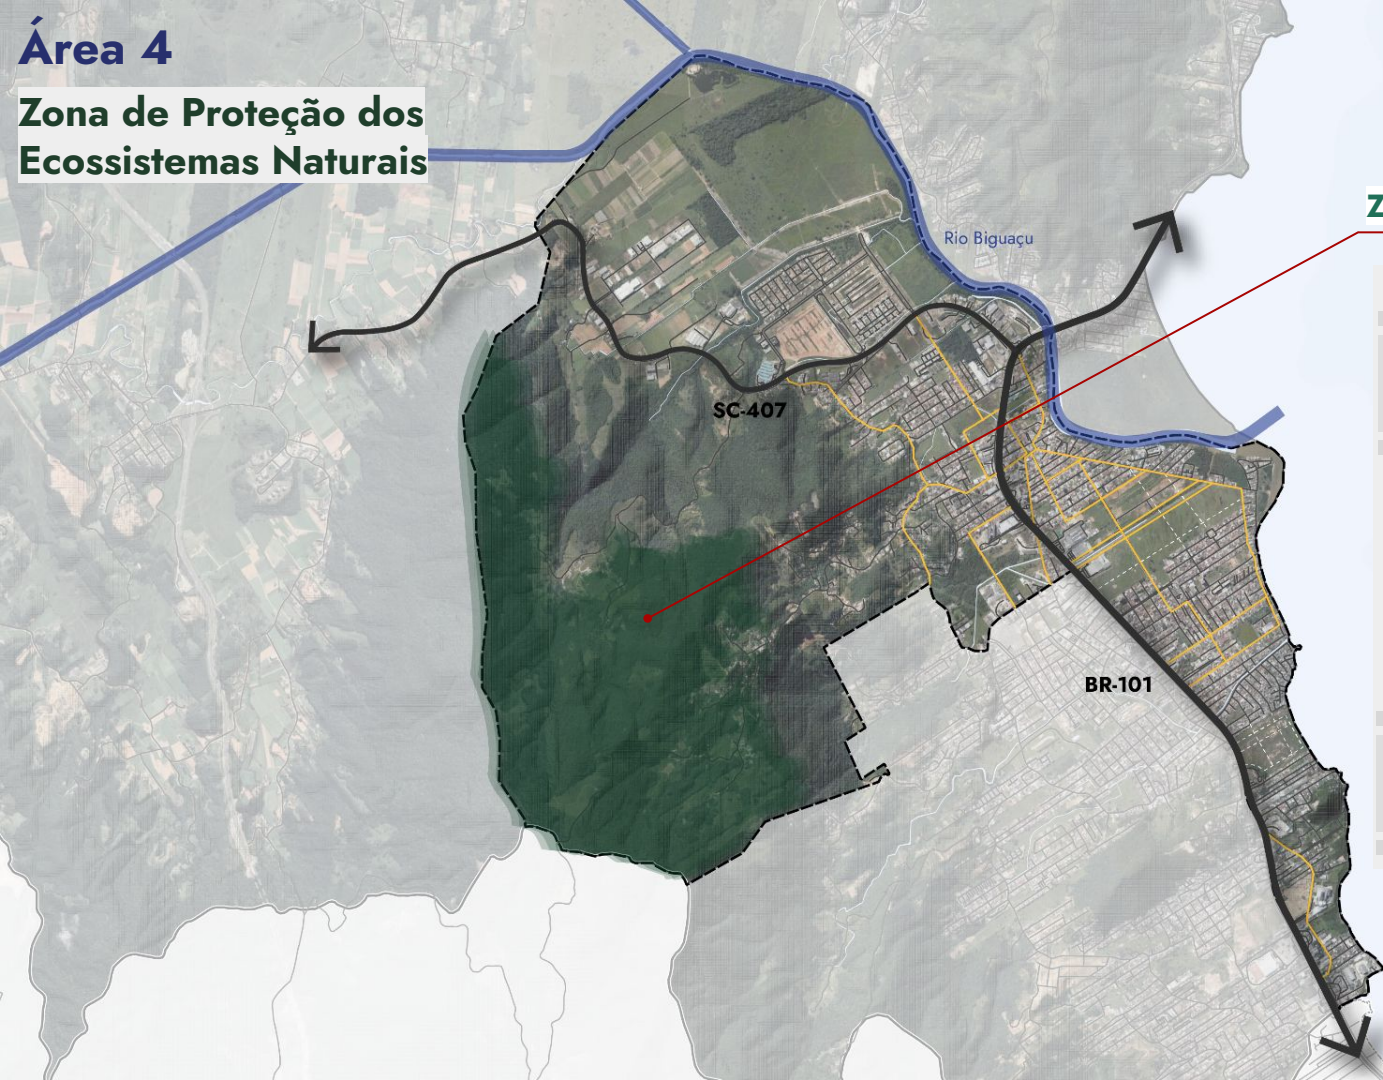 Área 4
Zona de Proteção dos
Ecossistemas Naturais
Z
Rio Biguaçu
SC-407
BR-101